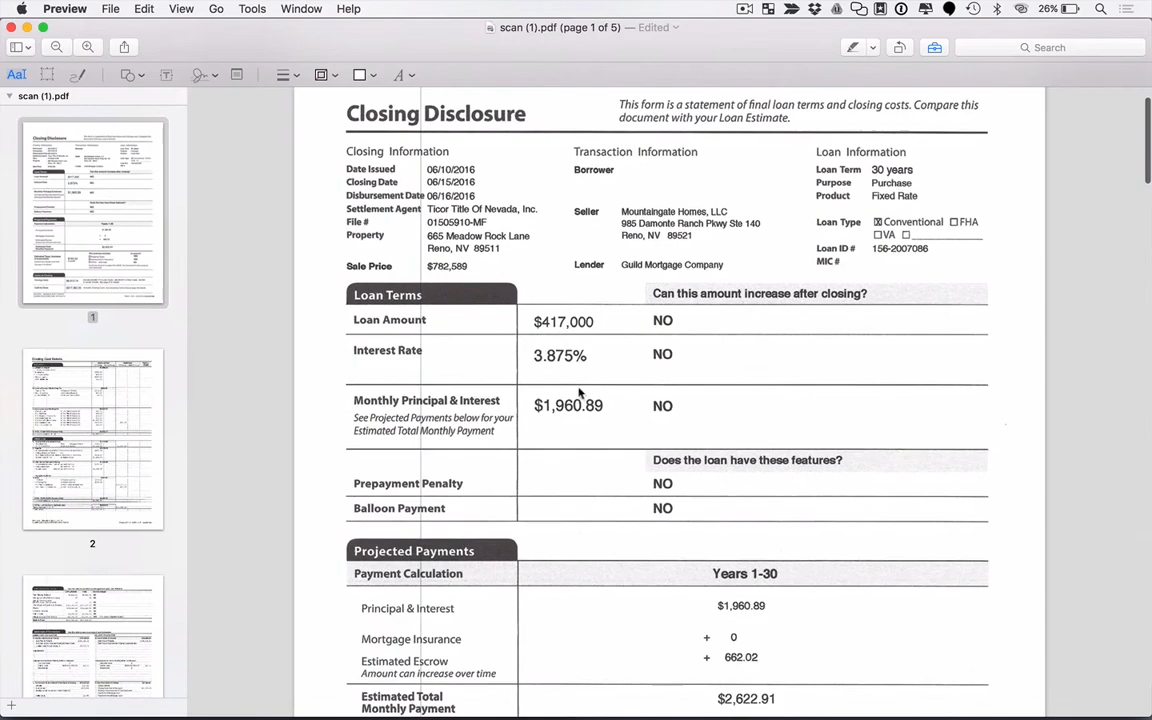 Preview File Edit View Go Tools Window Help 26%
scan (1).pdf (page 1 of 5) — Edited
Search
AaI T A
scan (1).pdf
1
2
Closing Disclosure
This form is a statement of final loan terms and closing costs. Compare this
document with your Loan Estimate.
Closing Information
Date Issued 06/10/2016
Closing Date 06/15/2016
Disbursement Date 06/16/2016
Settlement Agent Ticor Title Of Nevada, Inc.
File # 01505910-MF
Property 665 Meadow Rock Lane
Reno, NV 89511
Sale Price $782,589
Transaction Information
Borrower
Seller Mountaingate Homes, LLC
985 Damonte Ranch Pkwy Ste 140
Reno, NV 89521
Lender Guild Mortgage Company
Loan Information
Loan Term 30 years
Purpose Purchase
Product Fixed Rate
Loan Type ☒ Conventional ☐ FHA
☐ VA ☐
Loan ID # 156-2007086
MIC #
Loan Terms Can this amount increase after closing?
Loan Amount $417,000 NO
Interest Rate 3.875% NO
Monthly Principal & Interest $1,960.89 NO
See Projected Payments below for your
Estimated Total Monthly Payment
Does the loan have these features?
Prepayment Penalty NO
Balloon Payment NO
Projected Payments
Payment Calculation Years 1-30
Principal & Interest $1,960.89
Mortgage Insurance + 0
Estimated Escrow + 662.02
Amount can increase over time
Estimated Total
Monthly Payment $2,622.91